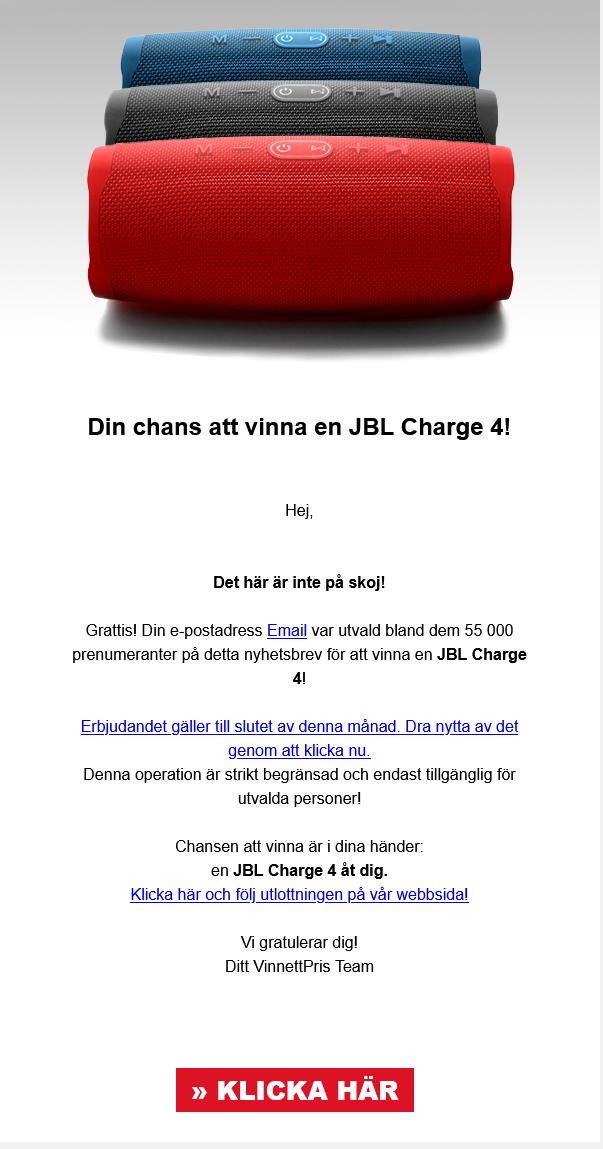 Din chans att vinna en JBL Charge 4!
Hej,
Det här är inte på skoj!
Grattis! Din e-postadress Email var utvald bland dem 55 000
prenumeranter på detta nyhetsbrev för att vinna en JBL Charge
4!
Erbjudandet gäller till slutet av denna månad. Dra nytta av det
genom att klicka nu.
Denna operation är strikt begränsad och endast tillgänglig för
utvalda personer!
Chansen att vinna är i dina händer:
en JBL Charge 4 åt dig.
Klicka här och följ utlottningen på vår webbsida!
Vi gratulerar dig!
Ditt VinnettPris Team
» KLICKA HÄR